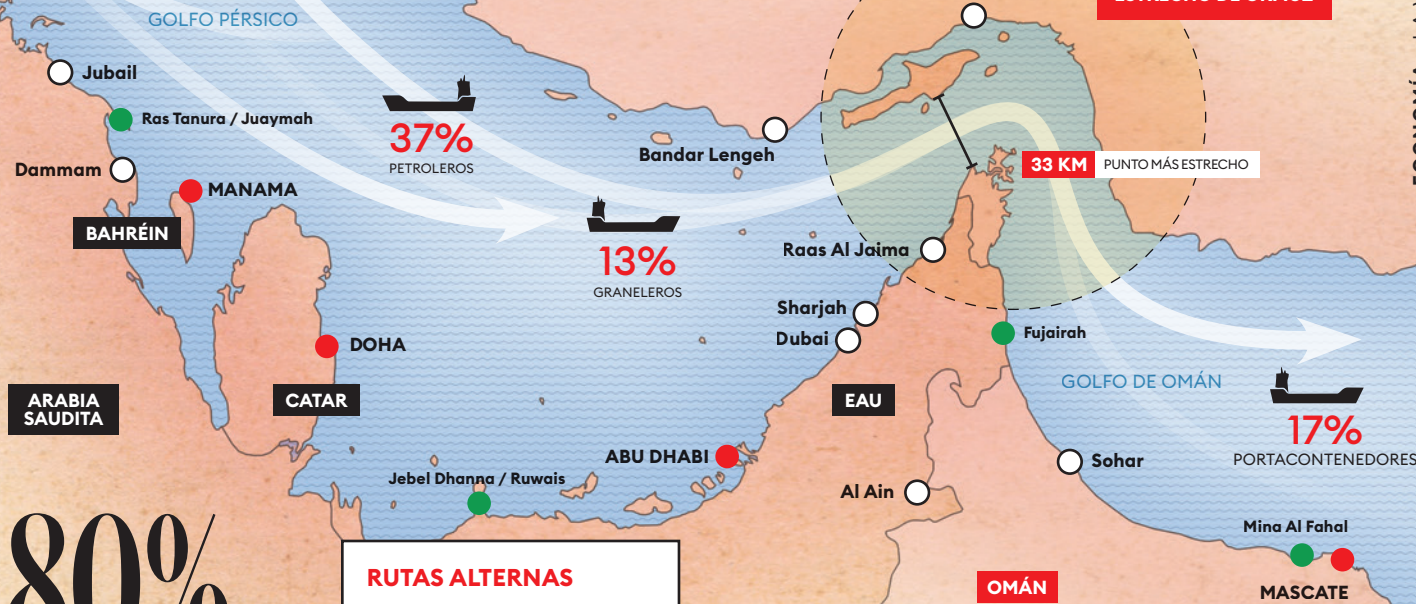 GOLFO PÉRSICO
Jubail
Ras Tanura / Juaymah
Dammam
MANAMA
BAHRÉIN
37%
PETROLEROS
Bandar Lengeh
33 KM
PUNTO MÁS ESTRECHO
13%
GRANELEROS
Raas Al Jaima
Sharjah
Dubai
DOHA
Fujairah
GOLFO DE OMÁN
ARABIA
SAUDITA
CATAR
EAU
17%
PORTACONTENEDORES
ABU DHABI
Sohar
Jebel Dhanna / Ruwais
Al Ain
80%
Mina Al Fahal
RUTAS ALTERNAS
OMÁN
MASCATE